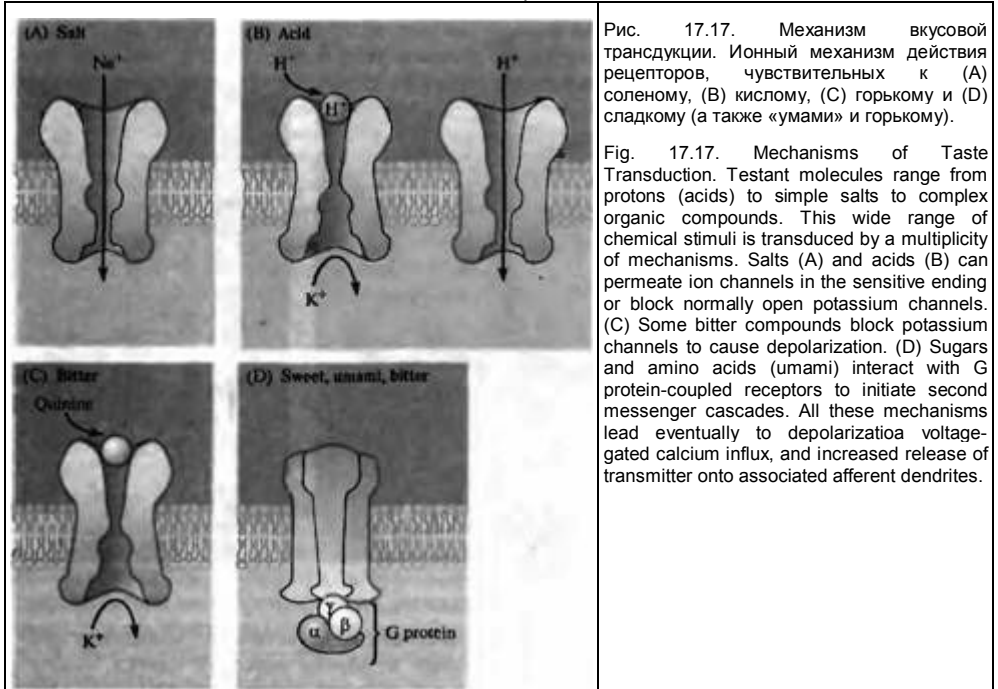 (A) Salt
Na⁺
(B) Acid
H⁺
H⁺
H⁺
K⁺
(C) Bitter
Quinine
K⁺
(D) Sweet, umami, bitter
γ
α
β
G protein
Рис. 17.17. Механизм вкусовой
трансдукции. Ионный механизм действия
рецепторов, чувствительных к (A)
соленому, (B) кислому, (C) горькому и (D)
сладкому (а также «умами» и горькому).
Fig. 17.17. Mechanisms of Taste
Transduction. Testant molecules range from
protons (acids) to simple salts to complex
organic compounds. This wide range of
chemical stimuli is transduced by a multiplicity
of mechanisms. Salts (A) and acids (B) can
permeate ion channels in the sensitive ending
or block normally open potassium channels.
(C) Some bitter compounds block potassium
channels to cause depolarization. (D) Sugars
and amino acids (umami) interact with G
protein-coupled receptors to initiate second
messenger cascades. All these mechanisms
lead eventually to depolarizatioa voltage-
gated calcium influx, and increased release of
transmitter onto associated afferent dendrites.